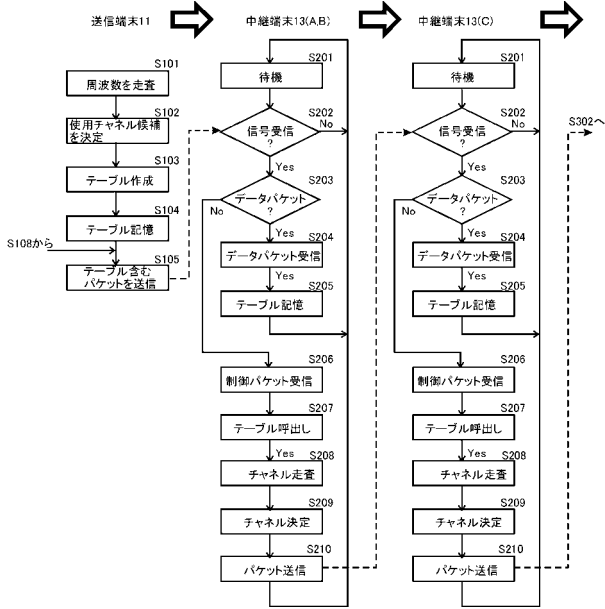 送信端末11
中継端末13(A,B)
中継端末13(C)
S101
周波数を走査
S102
使用チャネル候補
を決定
S103
テーブル作成
S104
テーブル記憶
S108から
S105
テーブル含む
パケットを送信
S201
待機
S202
信号受信
?
No
Yes
S203
データパケット
?
No
Yes
S204
データパケット受信
S205
テーブル記憶
S206
制御パケット受信
S207
テーブル呼出し
Yes
S208
チャネル走査
S209
チャネル決定
S210
パケット送信
S201
待機
S202
信号受信
?
No
Yes
S302へ
S203
データパケット
?
No
Yes
S204
データパケット受信
S205
テーブル記憶
S206
制御パケット受信
S207
テーブル呼出し
Yes
S208
チャネル走査
S209
チャネル決定
S210
パケット送信